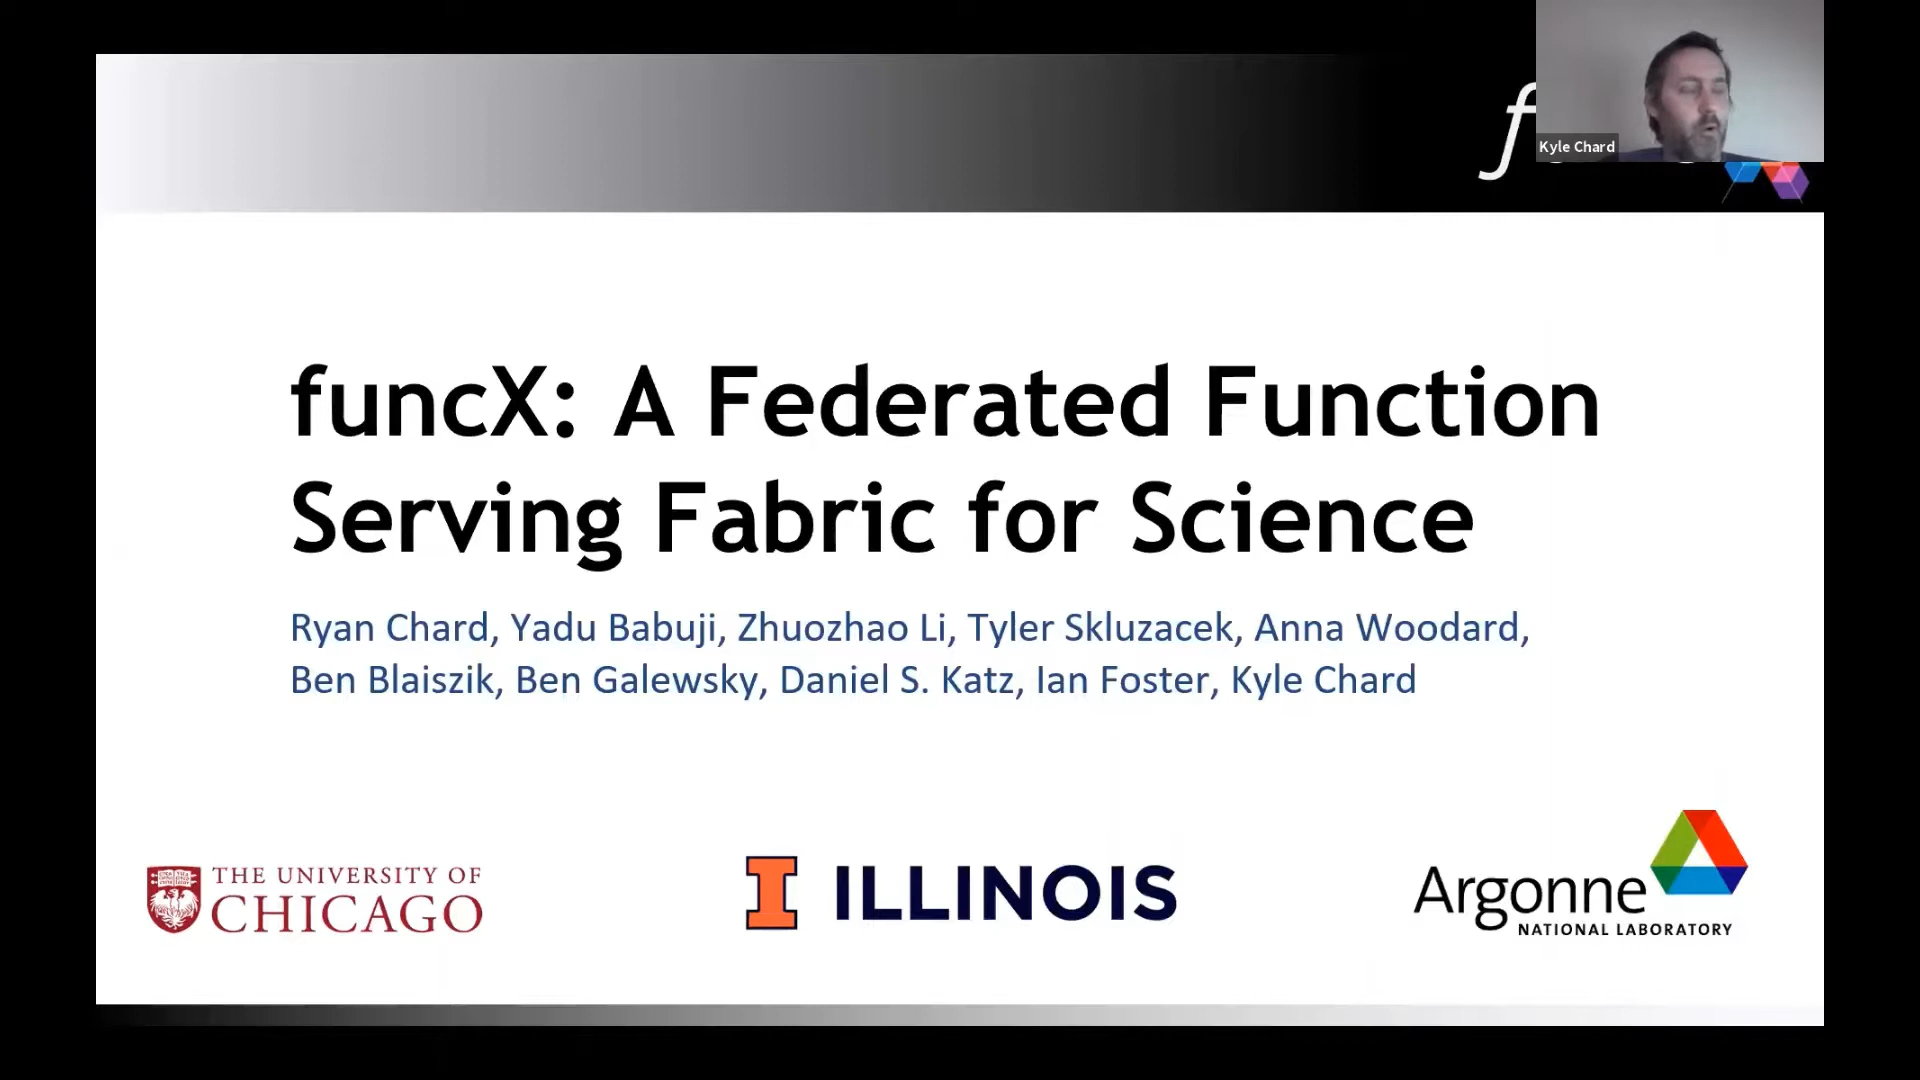 f
Kyle Chard
funcX: A Federated Function
Serving Fabric for Science
Ryan Chard, Yadu Babuji, Zhuozhao Li, Tyler Skluzacek, Anna Woodard,
Ben Blaiszik, Ben Galewsky, Daniel S. Katz, Ian Foster, Kyle Chard
THE UNIVERSITY OF
CHICAGO
I ILLINOIS
Argonne
NATIONAL LABORATORY